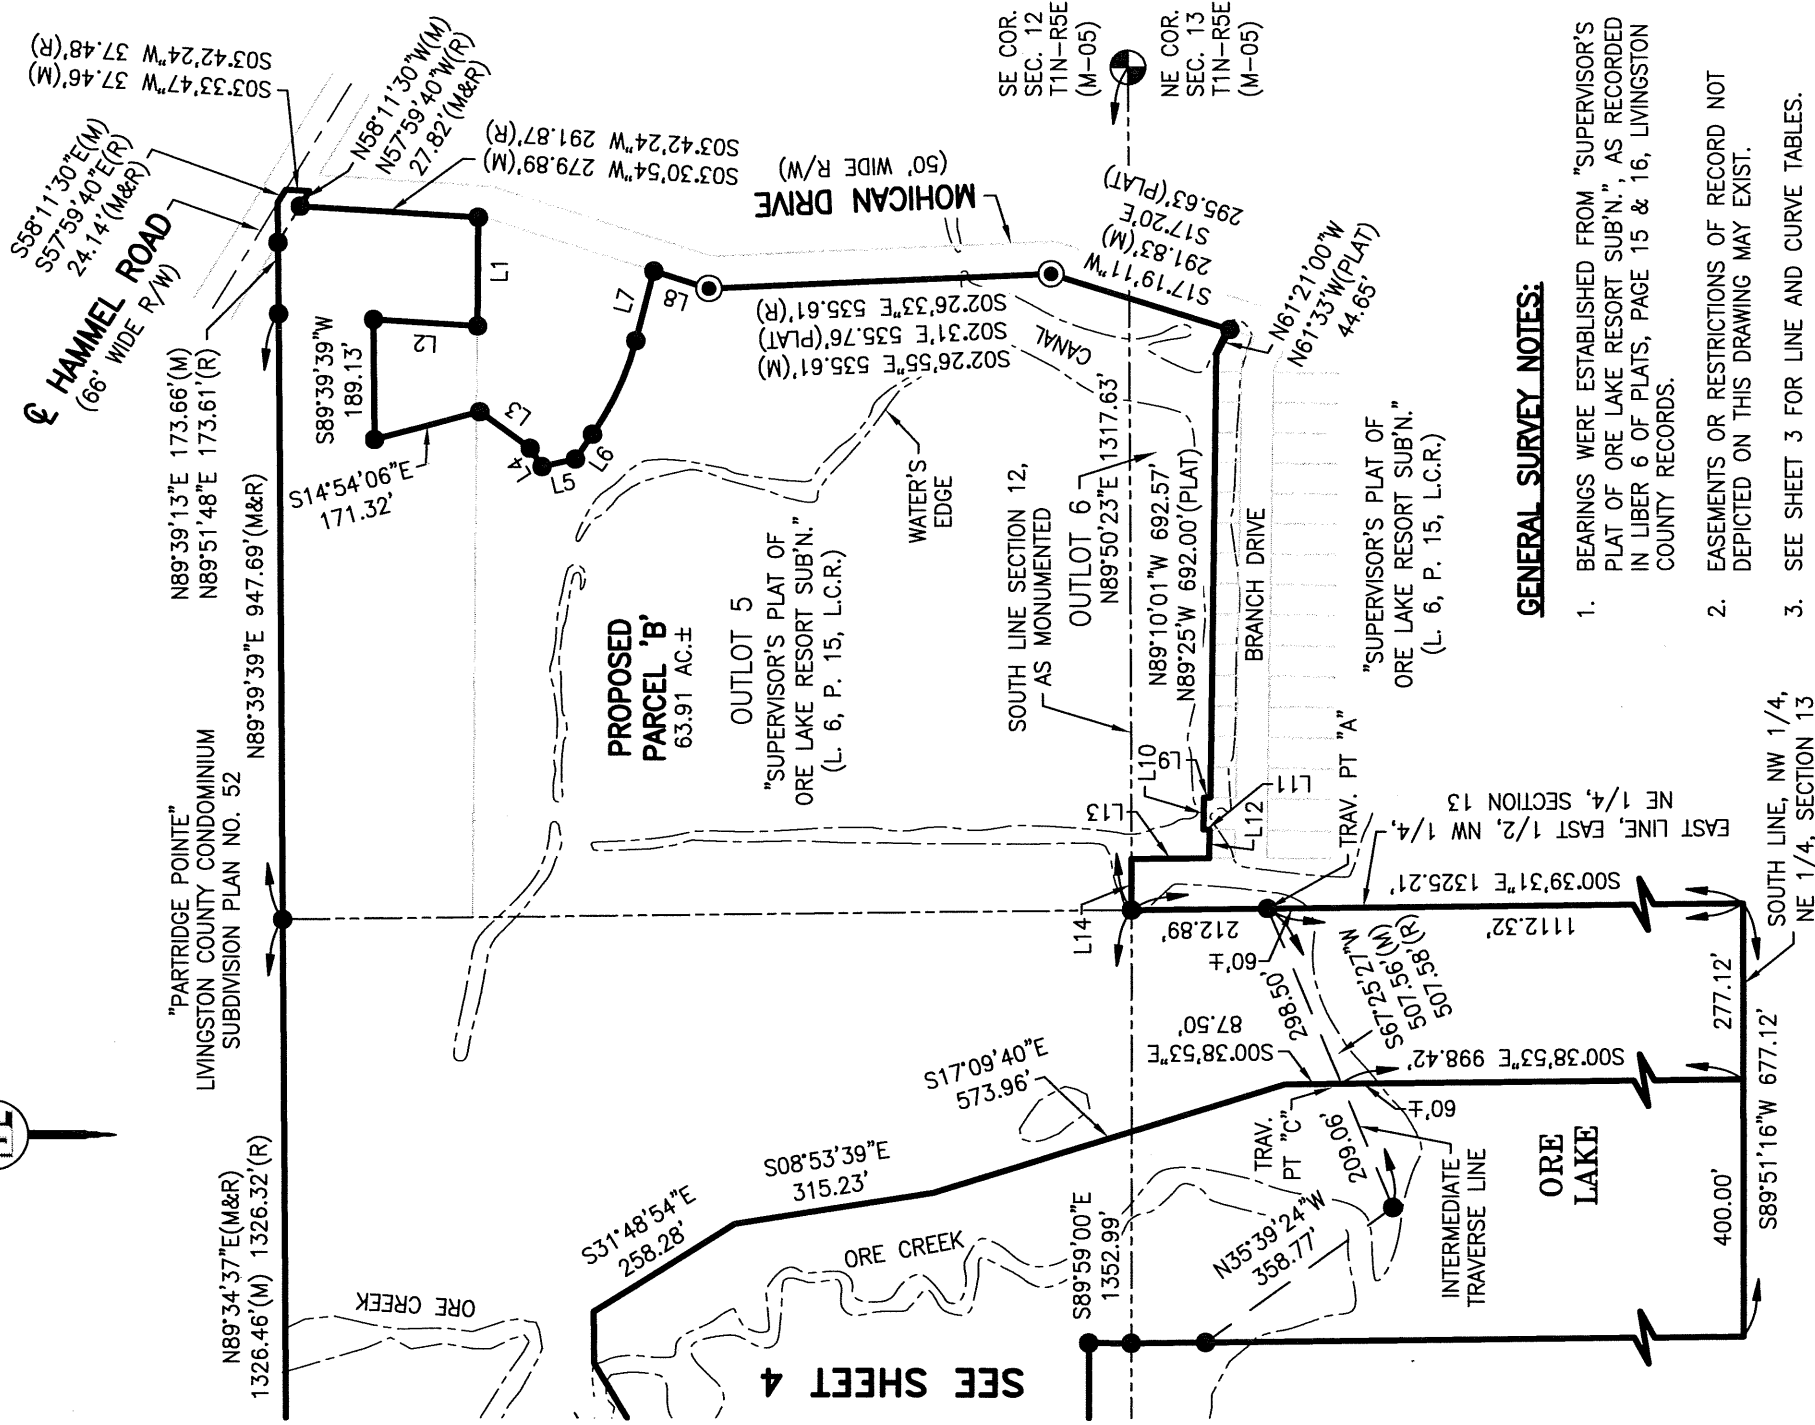 ℄ HAMMEL ROAD
(66' WIDE R/W)
S58°11'30"E(M)
S57°59'40"E(R)
24.14'(M&R)
S03°33'47"W 37.46'(M)
S03°42'24"W 37.48'(R)
N58°11'30"W(M)
N57°59'40"W(R)
27.82'(M&R)
S03°30'54"W 279.89'(M)
S03°42'24"W 291.87'(R)
MOHICAN DRIVE
(50' WIDE R/W)
SE COR.
SEC. 12
T1N-R5E
(M-05)
NE COR.
SEC. 13
T1N-R5E
(M-05)
N89°39'13"E 173.66'(M)
N89°51'48"E 173.61'(R)
N89°39'39"E 947.69'(M&R)
S89°39'39"W
189.13'
S14°54'06"E
171.32'
L1
L2
L3
L4
L5
L6
L7
L8
S02°26'55"E 535.61'(M)
S02°31'E 535.76'(PLAT)
S02°26'33"E 535.61'(R)
S17°19'11"W
291.83'(M)
S17°20'E
295.63'(PLAT)
N61°21'00"W
N61°33'W(PLAT)
44.65'
CANAL
WATER'S
EDGE
"PARTRIDGE POINTE"
LIVINGSTON COUNTY CONDOMINIUM
SUBDIVISION PLAN NO. 52
PROPOSED
PARCEL 'B'
63.91 AC.±
OUTLOT 5
"SUPERVISOR'S PLAT OF
ORE LAKE RESORT SUB'N."
(L. 6, P. 15, L.C.R.)
SOUTH LINE SECTION 12,
AS MONUMENTED
OUTLOT 6
N89°50'23"E 1317.63'
N89°10'01"W 692.57'
N89°25'W 692.00'(PLAT)
BRANCH DRIVE
"SUPERVISOR'S PLAT OF
ORE LAKE RESORT SUB'N."
(L. 6, P. 15, L.C.R.)
L9
L10
L11
L12
L13
L14
TRAV. PT "A"
EAST LINE, EAST 1/2, NW 1/4,
NE 1/4, SECTION 13
S00°39'31"E 1325.21'
212.89'
1112.32'
60'±
298.50'
S67°25'27"W
507.56'(M)
507.58'(R)
S00°38'53"E
87.50'
S00°38'53"E 998.42'
60'±
277.12'
400.00'
S89°51'16"W 677.12'
SOUTH LINE, NW 1/4,
NE 1/4, SECTION 13
N89°34'37"E(M&R)
1326.46'(M) 1326.32'(R)
ORE CREEK
S31°48'54"E
258.28'
S08°53'39"E
315.23'
S17°09'40"E
573.96'
ORE CREEK
S89°59'00"E
1352.99'
TRAV.
PT "C"
209.06'
N35°39'24"W
358.77'
INTERMEDIATE
TRAVERSE LINE
ORE
LAKE
SEE SHEET 4
GENERAL SURVEY NOTES:
1. BEARINGS WERE ESTABLISHED FROM "SUPERVISOR'S
PLAT OF ORE LAKE RESORT SUB'N.", AS RECORDED
IN LIBER 6 OF PLATS, PAGE 15 & 16, LIVINGSTON
COUNTY RECORDS.
2. EASEMENTS OR RESTRICTIONS OF RECORD NOT
DEPICTED ON THIS DRAWING MAY EXIST.
3. SEE SHEET 3 FOR LINE AND CURVE TABLES.